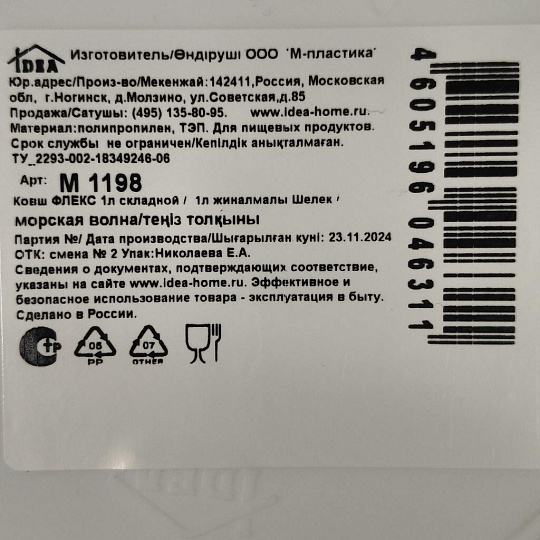 IDEA Изготовитель/Өндіруші ООО "М-пластика"
Юр.адрес/Произ-во/Мекенжай:142411,Россия, Московская
обл, г.Ногинск, д.Молзино, ул.Советская,д.85
Продажа/Сатушы: (495) 135-80-95. www.idea-home.ru.
Материал:полипропилен, ТЭП. Для пищевых продуктов.
Срок службы не ограничен/Кепілдік анықталмаған.
ТУ_2293-002-18349246-06
Арт: М 1198
Ковш ФЛЕКС 1л складной / 1л жиналмалы Шелек /
морская волна/теңіз толқыны
Партия №/ Дата производства/Шығарылған куні: 23.11.2024
ОТК: смена № 2 Упак:Николаева Е.А.
Сведения о документах, подтверждающих соответствие,
указаны на сайте www.idea-home.ru. Эффективное и
безопасное использование товара - эксплуатация в быту.
Сделано в России.
СТР 05 07
PP OTHER
4 605196 046311